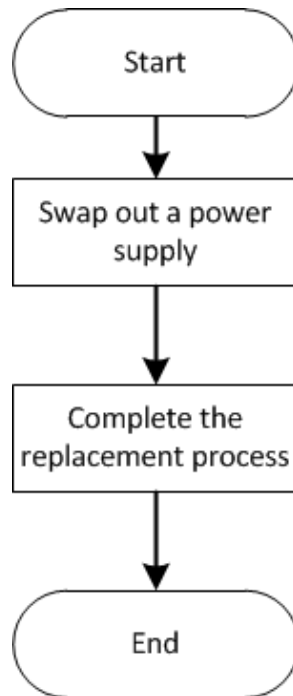 Start
Swap out a power
supply
Complete the
replacement process
End